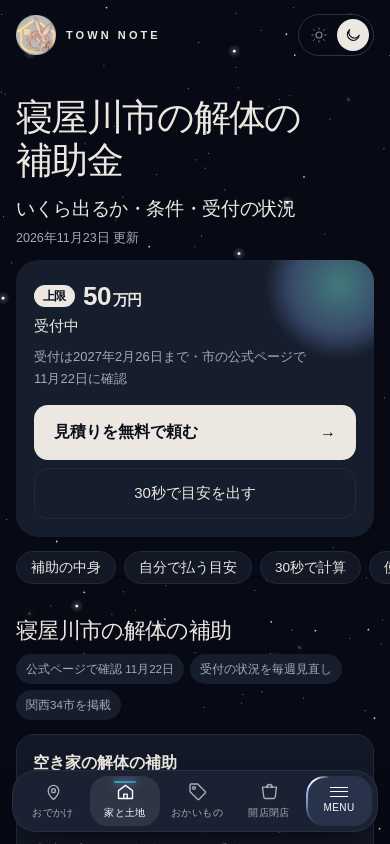 TOWN NOTE
寝屋川市の解体の
補助金
いくら出るか・条件・受付の状況
2026年11月23日 更新
上限 50万円
受付中
受付は2027年2月26日まで・市の公式ページで
11月22日に確認
見積りを無料で頼む →
30秒で目安を出す
補助の中身 自分で払う目安 30秒で計算
寝屋川市の解体の補助
公式ページで確認 11月22日 受付の状況を毎週見直し
関西34市を掲載
空き家の解体の補助
おでかけ 家と土地 おかいもの 開店閉店 MENU